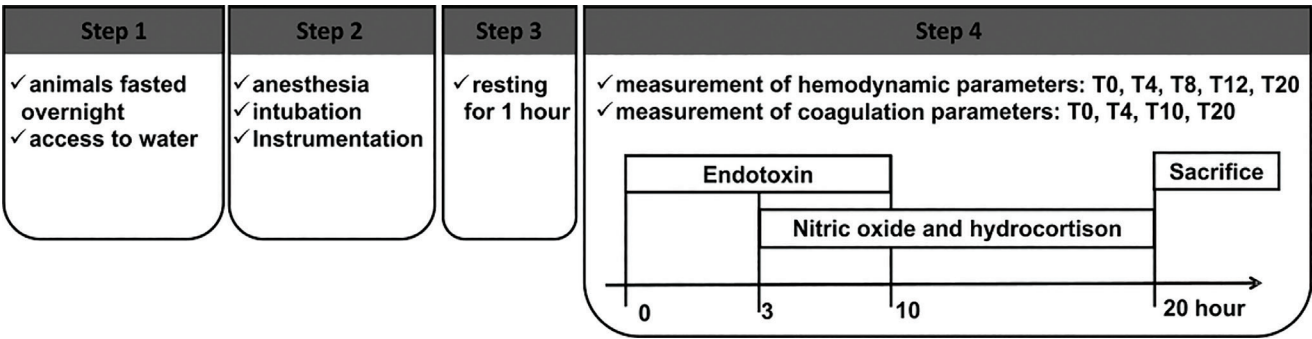 Step 1
✓animals fasted
overnight
✓access to water
Step 2
✓anesthesia
✓intubation
✓Instrumentation
Step 3
✓resting
for 1 hour
Step 4
✓measurement of hemodynamic parameters: T0, T4, T8, T12, T20
✓measurement of coagulation parameters: T0, T4, T10, T20
Endotoxin
Sacrifice
Nitric oxide and hydrocortison
0
3
10
20 hour